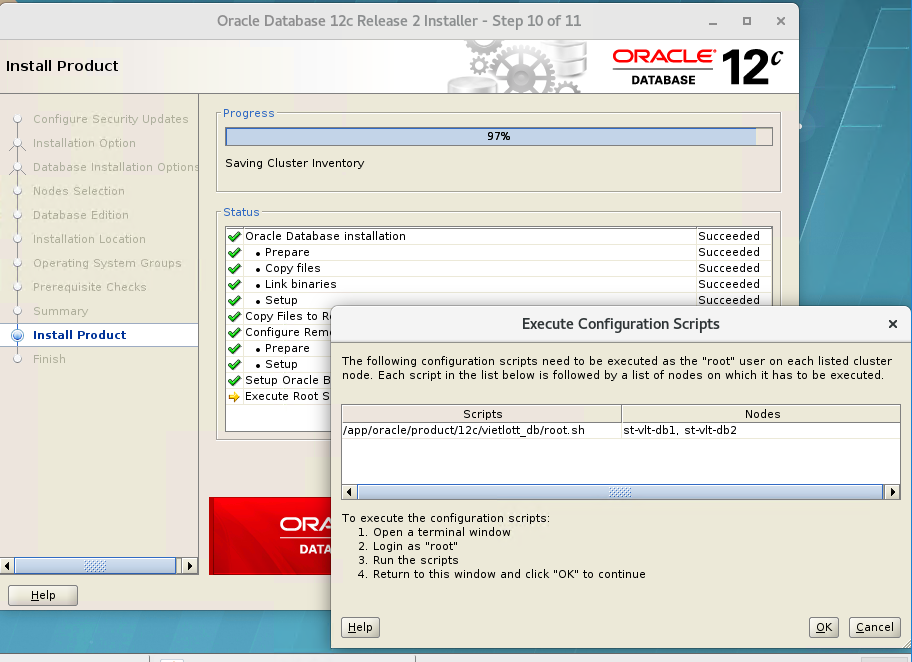 Oracle Database 12c Release 2 Installer - Step 10 of 11
Install Product
ORACLE
DATABASE
12c
Configure Security Updates
Installation Option
Database Installation Options
Nodes Selection
Database Edition
Installation Location
Operating System Groups
Prerequisite Checks
Summary
Install Product
Finish
Help
Progress
97%
Saving Cluster Inventory
Status
Oracle Database installation Succeeded
• Prepare Succeeded
• Copy files Succeeded
• Link binaries Succeeded
• Setup Succeeded
Copy Files to
Configure
• Prepare
• Setup
Setup Oracle
Execute Root
ORA
DATA
Execute Configuration Scripts
The following configuration scripts need to be executed as the "root" user on each listed cluster
node. Each script in the list below is followed by a list of nodes on which it has to be executed.
Scripts Nodes
/app/oracle/product/12c/vietlott_db/root.sh st-vlt-db1, st-vlt-db2
To execute the configuration scripts:
1. Open a terminal window
2. Login as "root"
3. Run the scripts
4. Return to this window and click "OK" to continue
Help
OK
Cancel